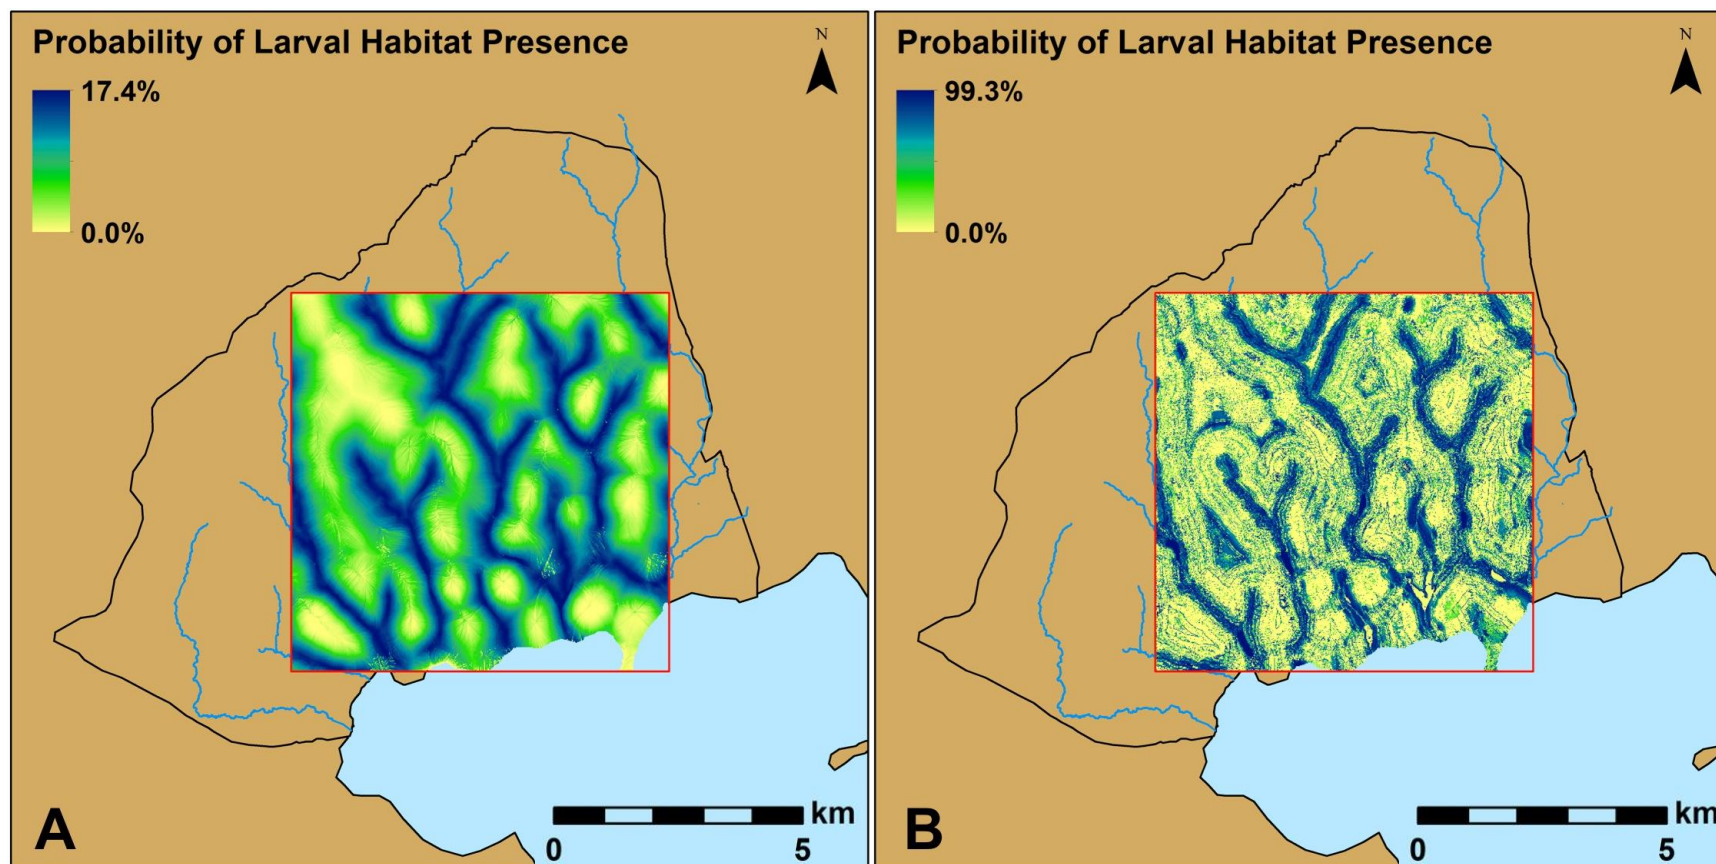 Probability of Larval Habitat Presence
N
17.4%
0.0%
A
km
0
5
Probability of Larval Habitat Presence
N
99.3%
0.0%
B
km
0
5